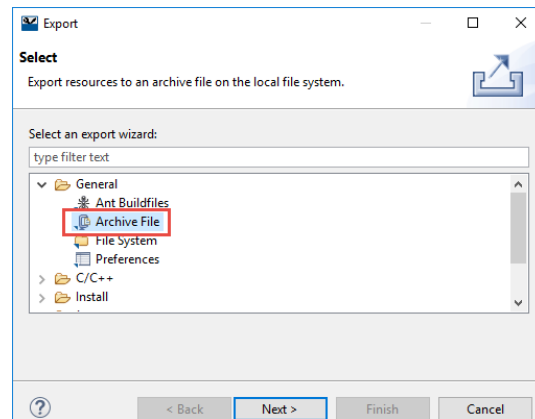 Export
Select
Export resources to an archive file on the local file system.
Select an export wizard:
type filter text
General
Ant Buildfiles
Archive File
File System
Preferences
C/C++
Install
< Back
Next >
Finish
Cancel